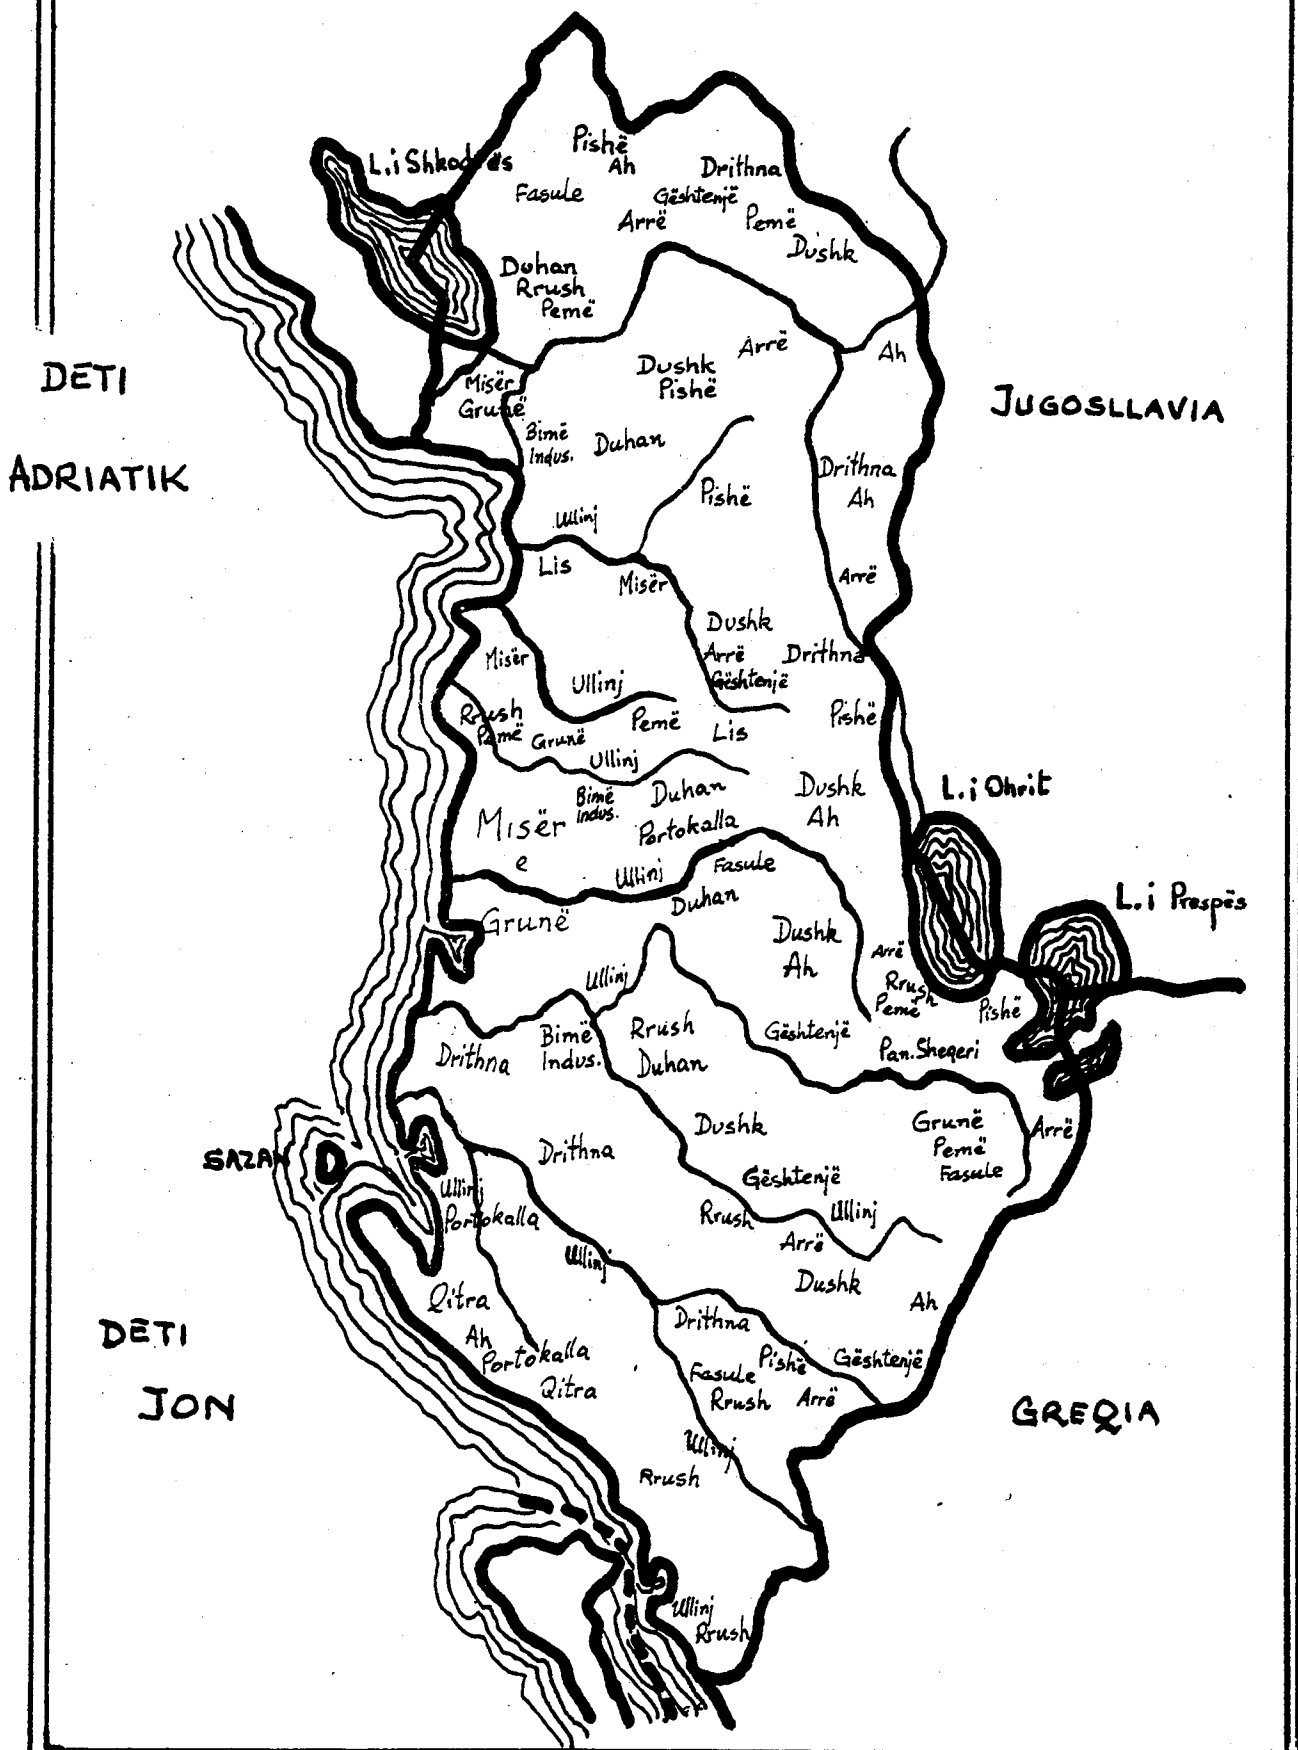 Pishë
Ah
L.i Shkodrës
Drithna
Fasule
Gështenjë
Arrë
Pemë
Dushk
Duhan
Rrush
Pemë
DETI
ADRIATIK
Arrë
Ah
Dushk
Pishë
Misër
Grunë
JUGOSLLAVIA
Bimë
Indus.
Duhan
Drithna
Ah
Pishë
Ullinj
Lis
Misër
Arrë
Dushk
Arrë
Gështenjë
Drithna
Misër
Ullinj
Rrush
Pemë
Grunë
Pemë
Lis
Pishë
Ullinj
Bimë
Indus.
Duhan
Portokalla
Dushk
Ah
L.i Ohrit
Misër
e
Grunë
Ullinj
Fasule
Duhan
L.i Prespës
Dushk
Ah
Arrë
Rrush
Pemë
Pishë
Ullinj
Drithna
Bimë
Indus.
Rrush
Duhan
Gështenjë
Pan.Sheqeri
Dushk
Grunë
Pemë
Fasule
Arrë
SAZAN
Drithna
Ullinj
Portokalla
Gështenjë
Rrush
Ullinj
Arrë
Ullinj
Dushk
Ah
Qitra
Ah
Portokalla
Qitra
DETI
JON
Drithna
Pishë
Gështenjë
Fasule
Rrush
Arrë
GREQIA
Ullinj
Rrush
Ullinj
Rrush